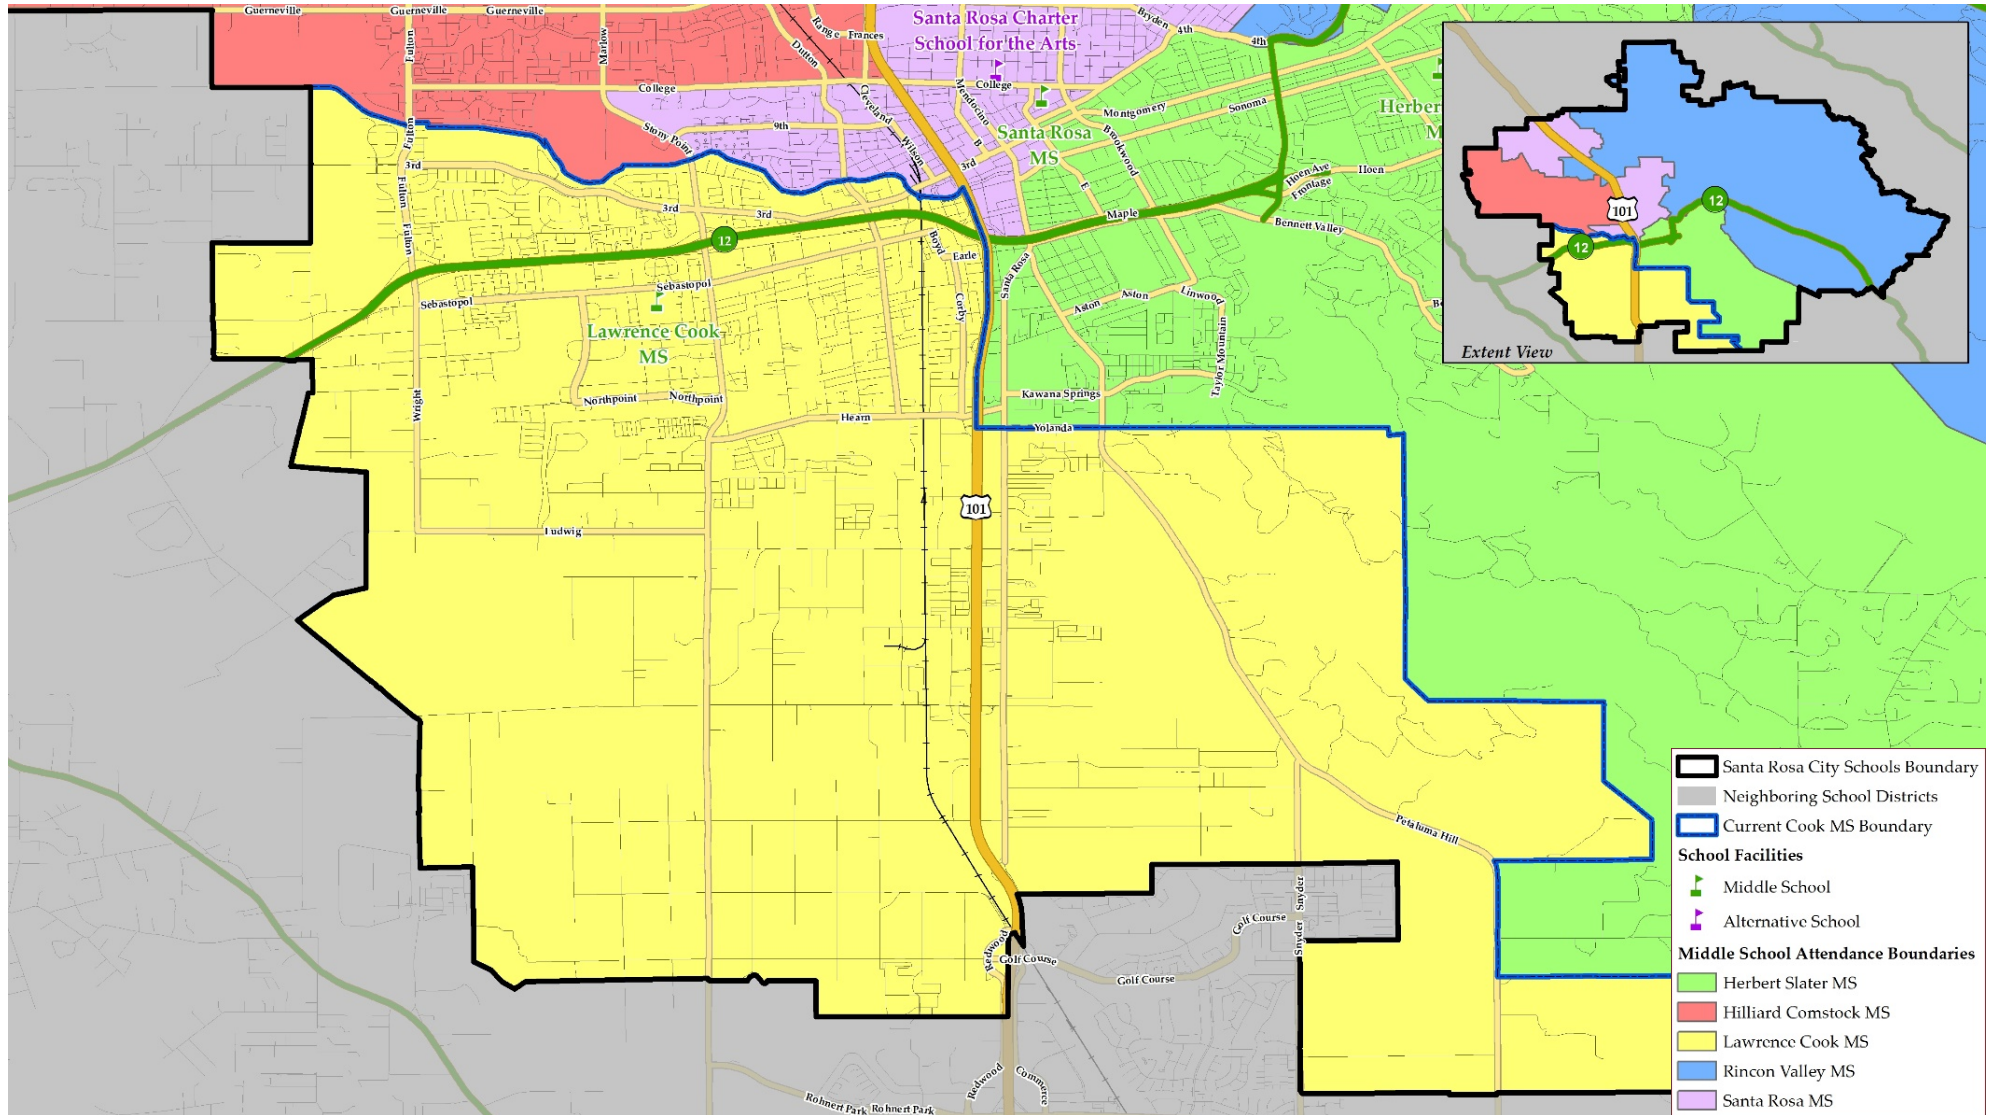 Guerneville
Guerneville
Guerneville
Fulton
Marlow
Range
Frances
Dutton
Santa Rosa Charter
School for the Arts
Bryden
4th
4th
College
College
Cleveland
Mendocino
Montgomery
Sonoma
Herber
M
Stony Point
9th
Wilson
B
3rd
Santa Rosa
MS
Brookwood
E
Hoen Ave
Frontage
Hoen
Fulton
3rd
Fulton
3rd
3rd
Fulton
12
Maple
Bennett Valley
Boyd
Earle
Santa Rosa
Sebastopol
Sebastopol
Corby
Aston
Aston
Linwood
Taylor Mountain
Be
Lawrence Cook
MS
Wright
Northpoint
Northpoint
Hearn
Kawana Springs
Yolanda
101
Ludwig
Petaluma Hill
Snyder
Snyder
Golf Course
Redwood
Golf Course
Golf Course
Redwood
Commerce
Rohnert Park
Rohnert Park
101
12
12
Extent View
Santa Rosa City Schools Boundary
Neighboring School Districts
Current Cook MS Boundary
School Facilities
Middle School
Alternative School
Middle School Attendance Boundaries
Herbert Slater MS
Hilliard Comstock MS
Lawrence Cook MS
Rincon Valley MS
Santa Rosa MS